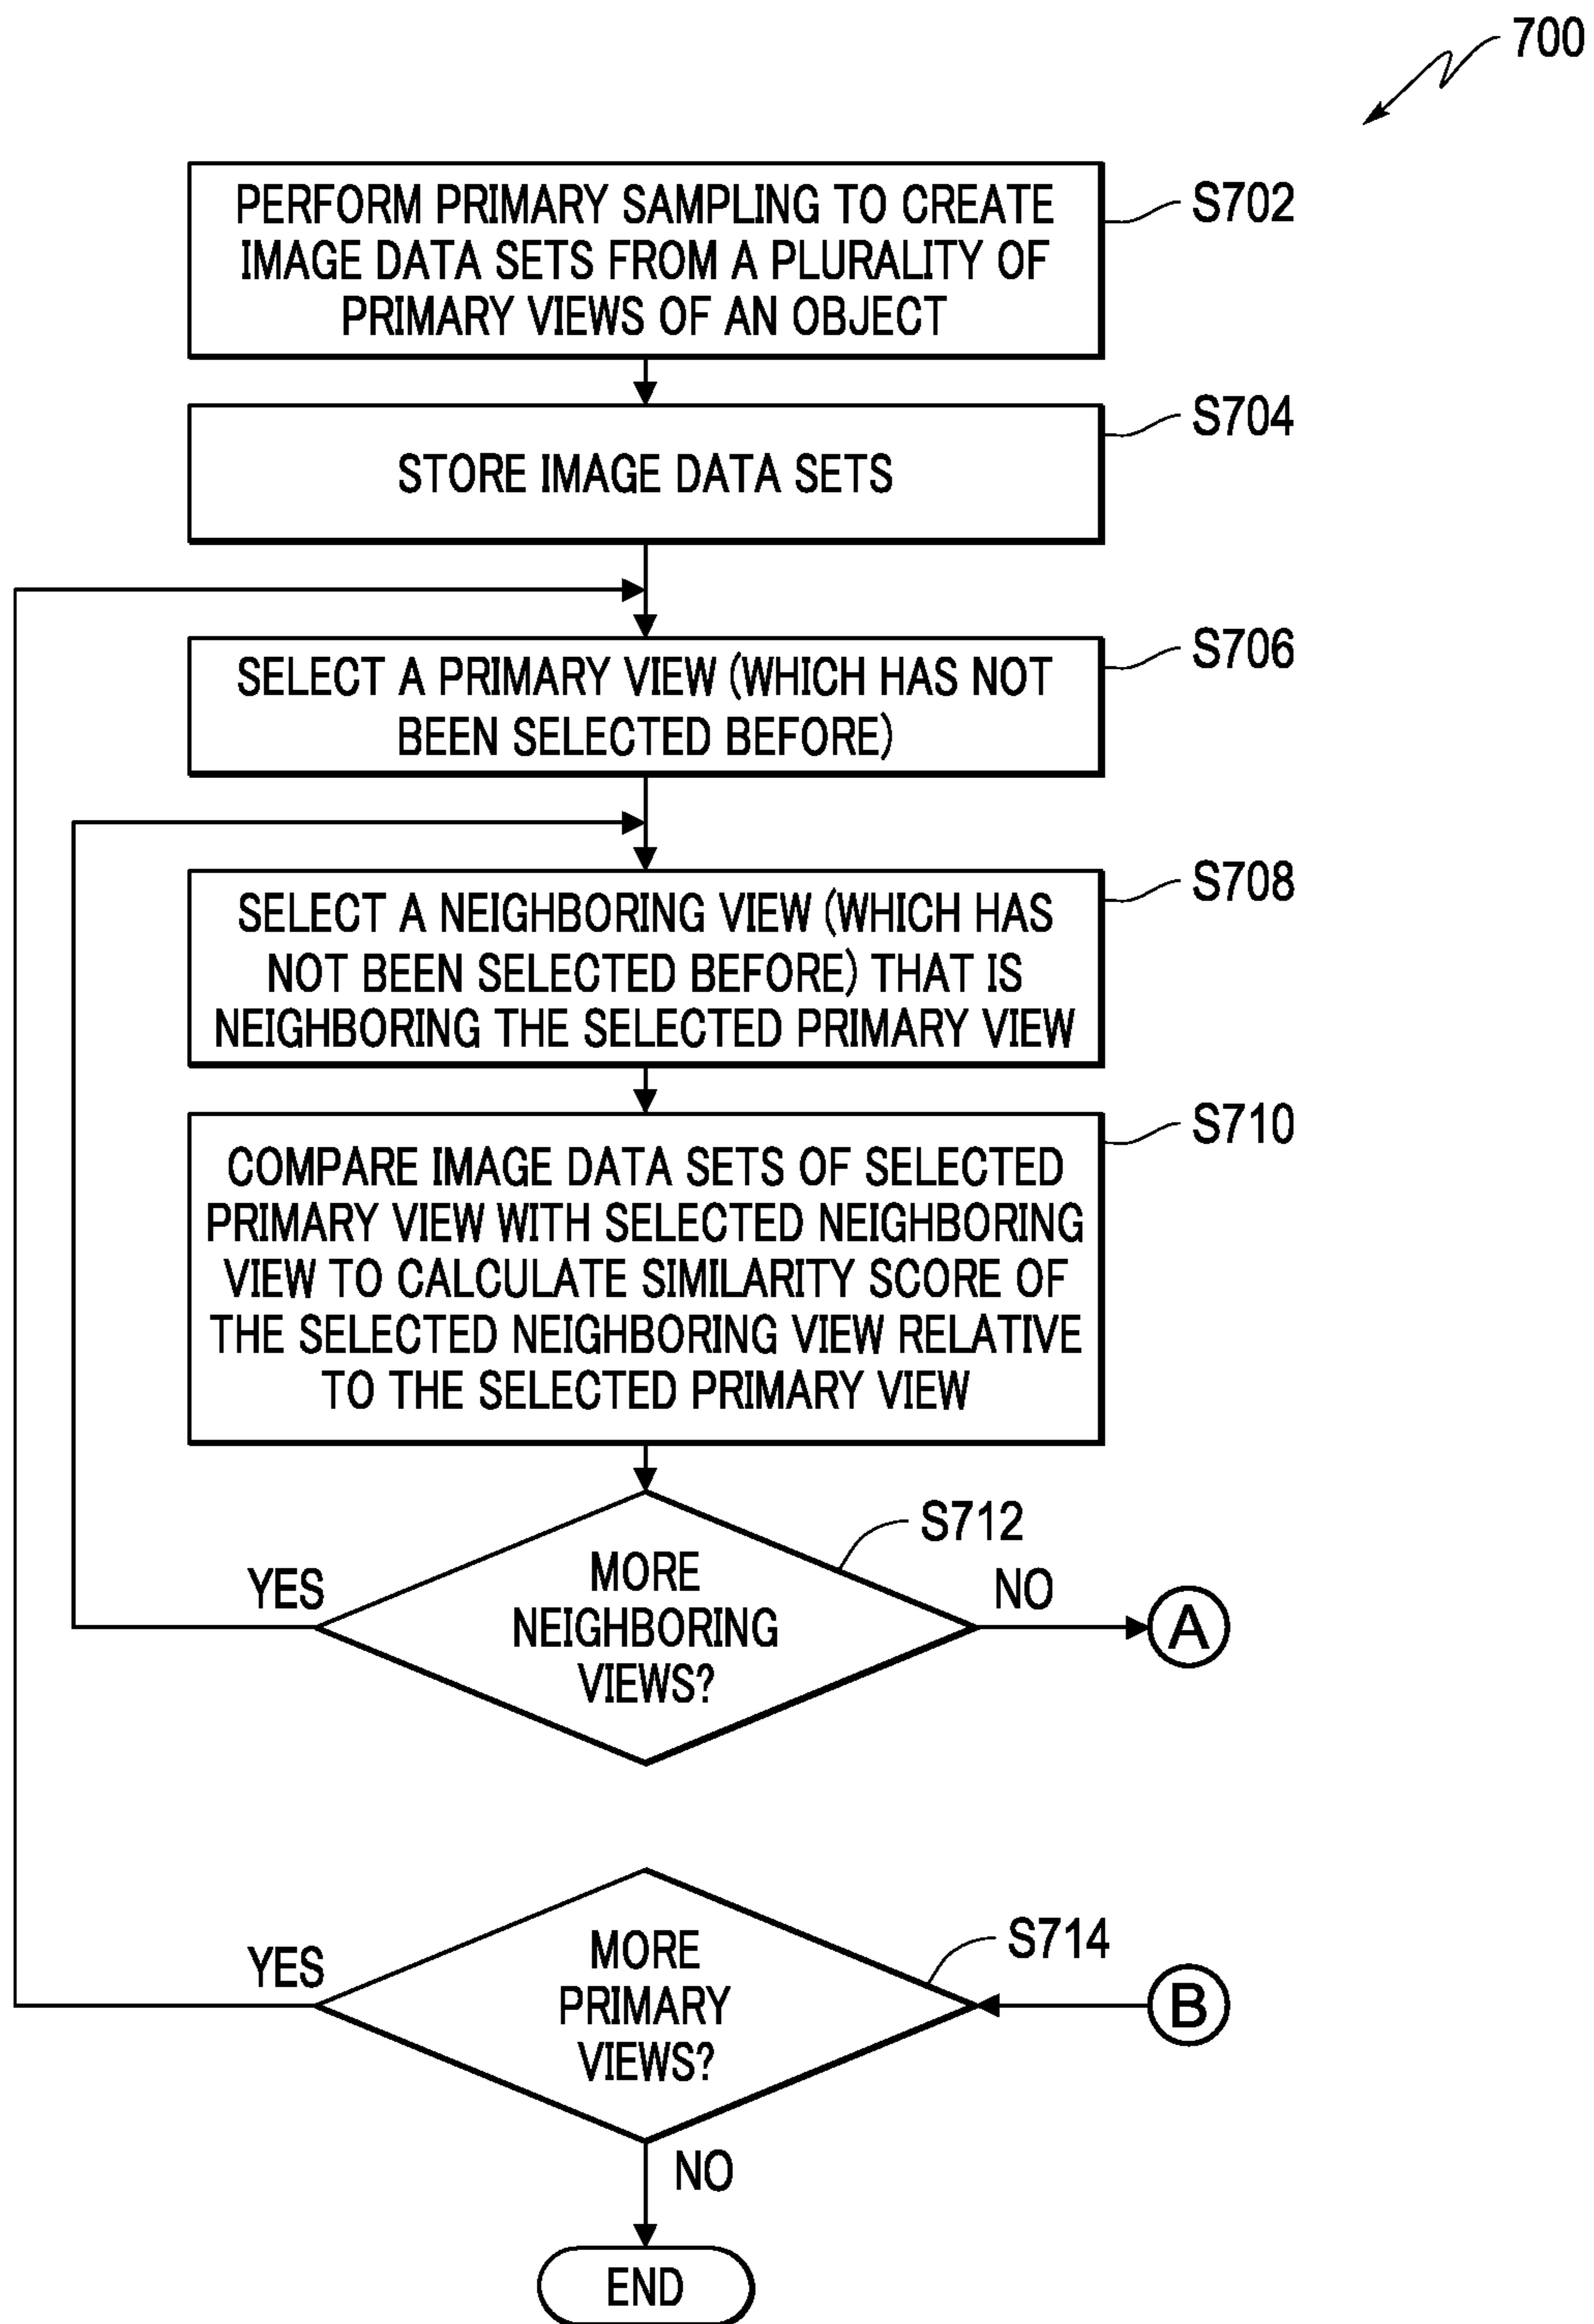 700
PERFORM PRIMARY SAMPLING TO CREATE
IMAGE DATA SETS FROM A PLURALITY OF
PRIMARY VIEWS OF AN OBJECT
S702
STORE IMAGE DATA SETS
S704
SELECT A PRIMARY VIEW (WHICH HAS NOT
BEEN SELECTED BEFORE)
S706
SELECT A NEIGHBORING VIEW (WHICH HAS
NOT BEEN SELECTED BEFORE) THAT IS
NEIGHBORING THE SELECTED PRIMARY VIEW
S708
COMPARE IMAGE DATA SETS OF SELECTED
PRIMARY VIEW WITH SELECTED NEIGHBORING
VIEW TO CALCULATE SIMILARITY SCORE OF
THE SELECTED NEIGHBORING VIEW RELATIVE
TO THE SELECTED PRIMARY VIEW
S710
S712
YES
MORE
NEIGHBORING
VIEWS?
NO
A
S714
YES
MORE
PRIMARY
VIEWS?
B
NO
END